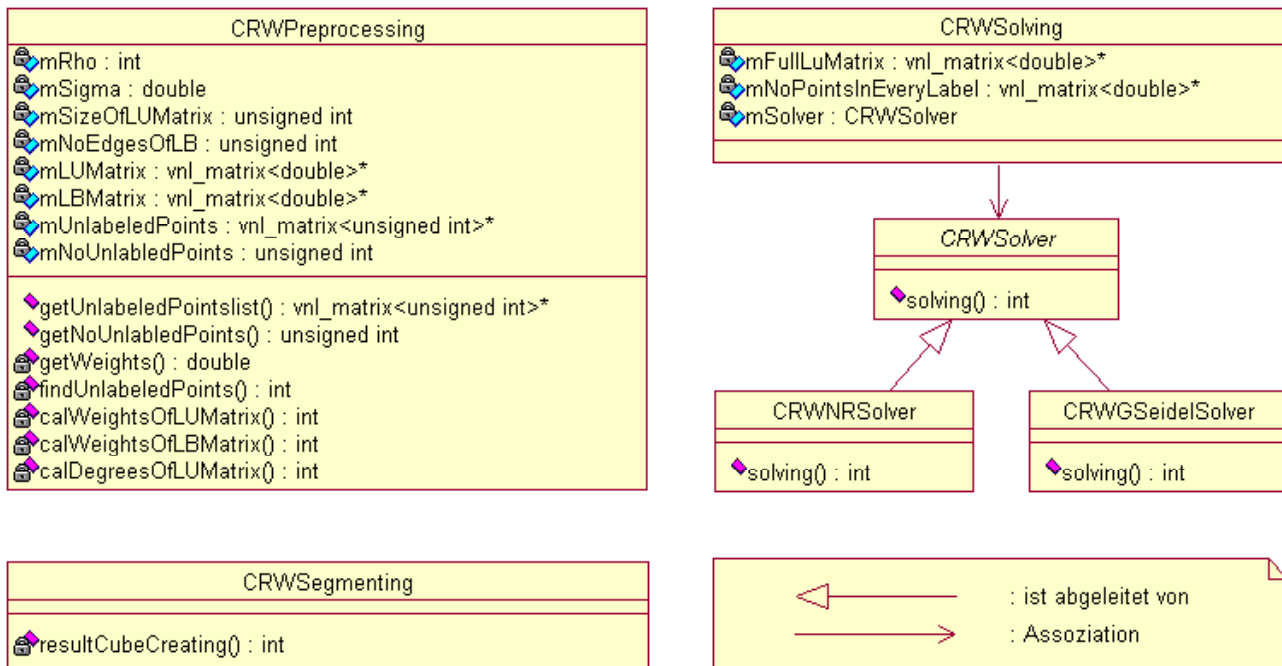 CRWPreprocessing
mRho : int
mSigma : double
mSizeOfLUMatrix : unsigned int
mNoEdgesOfLB : unsigned int
mLUMatrix : vnl_matrix<double>*
mLBMatrix : vnl_matrix<double>*
mUnlabeledPoints : vnl_matrix<unsigned int>*
mNoUnlabledPoints : unsigned int
getUnlabeledPointslist() : vnl_matrix<unsigned int>*
getNoUnlabledPoints() : unsigned int
getWeights() : double
findUnlabeledPoints() : int
calWeightsOfLUMatrix() : int
calWeightsOfLBMatrix() : int
calDegreesOfLUMatrix() : int
CRWSolving
mFullLuMatrix : vnl_matrix<double>*
mNoPointsInEveryLabel : vnl_matrix<double>*
mSolver : CRWSolver
CRWSolver
solving() : int
CRWNRSolver
solving() : int
CRWGSeidelSolver
solving() : int
CRWSegmenting
resultCubeCreating() : int
: ist abgeleitet von
: Assoziation